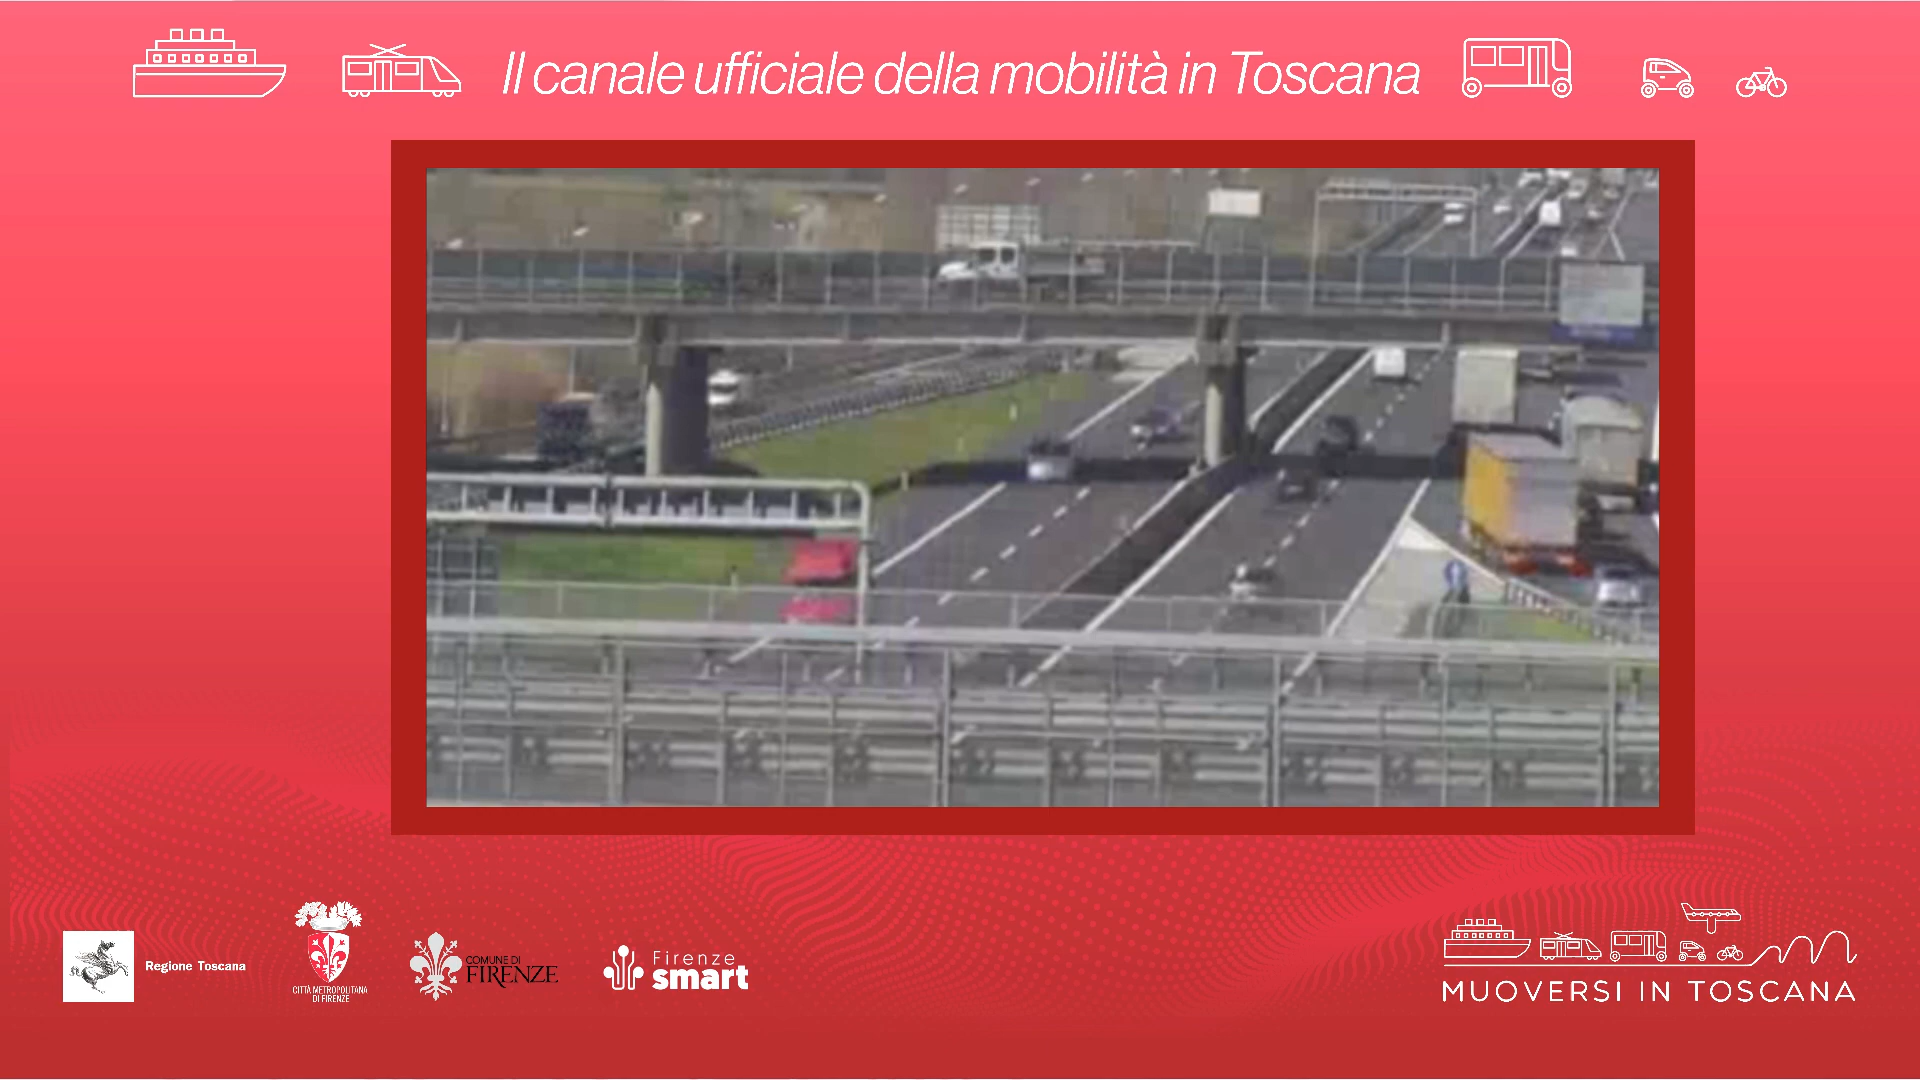 Il canale ufficiale della mobilità in Toscana
Regione Toscana
CITTÀ METROPOLITANA
DI FIRENZE
COMUNE DI
FIRENZE
Firenze
smart
MUOVERSI IN TOSCANA